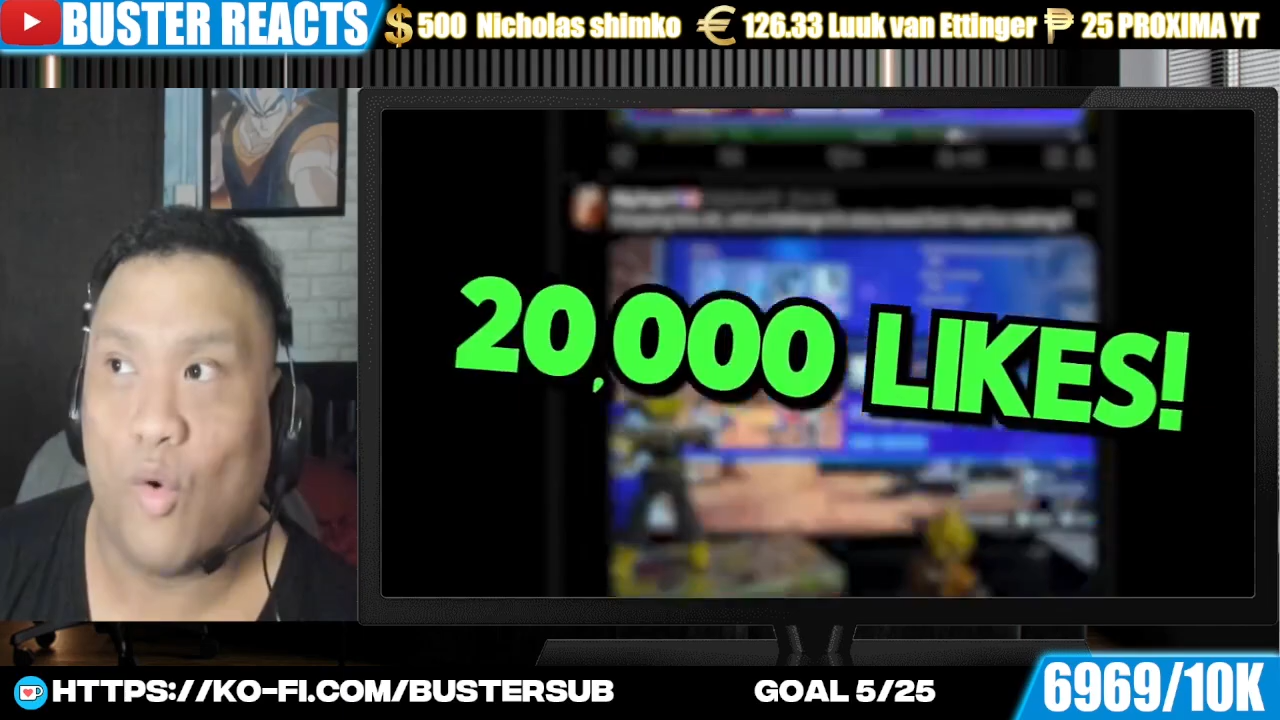 BUSTER REACTS
$ 500 Nicholas shimko
€ 126.33 Luuk van Ettinger
₱ 25 PROXIMA YT
20,000 LIKES!
HTTPS://KO-FI.COM/BUSTERSUB
GOAL 5/25
6969/10K